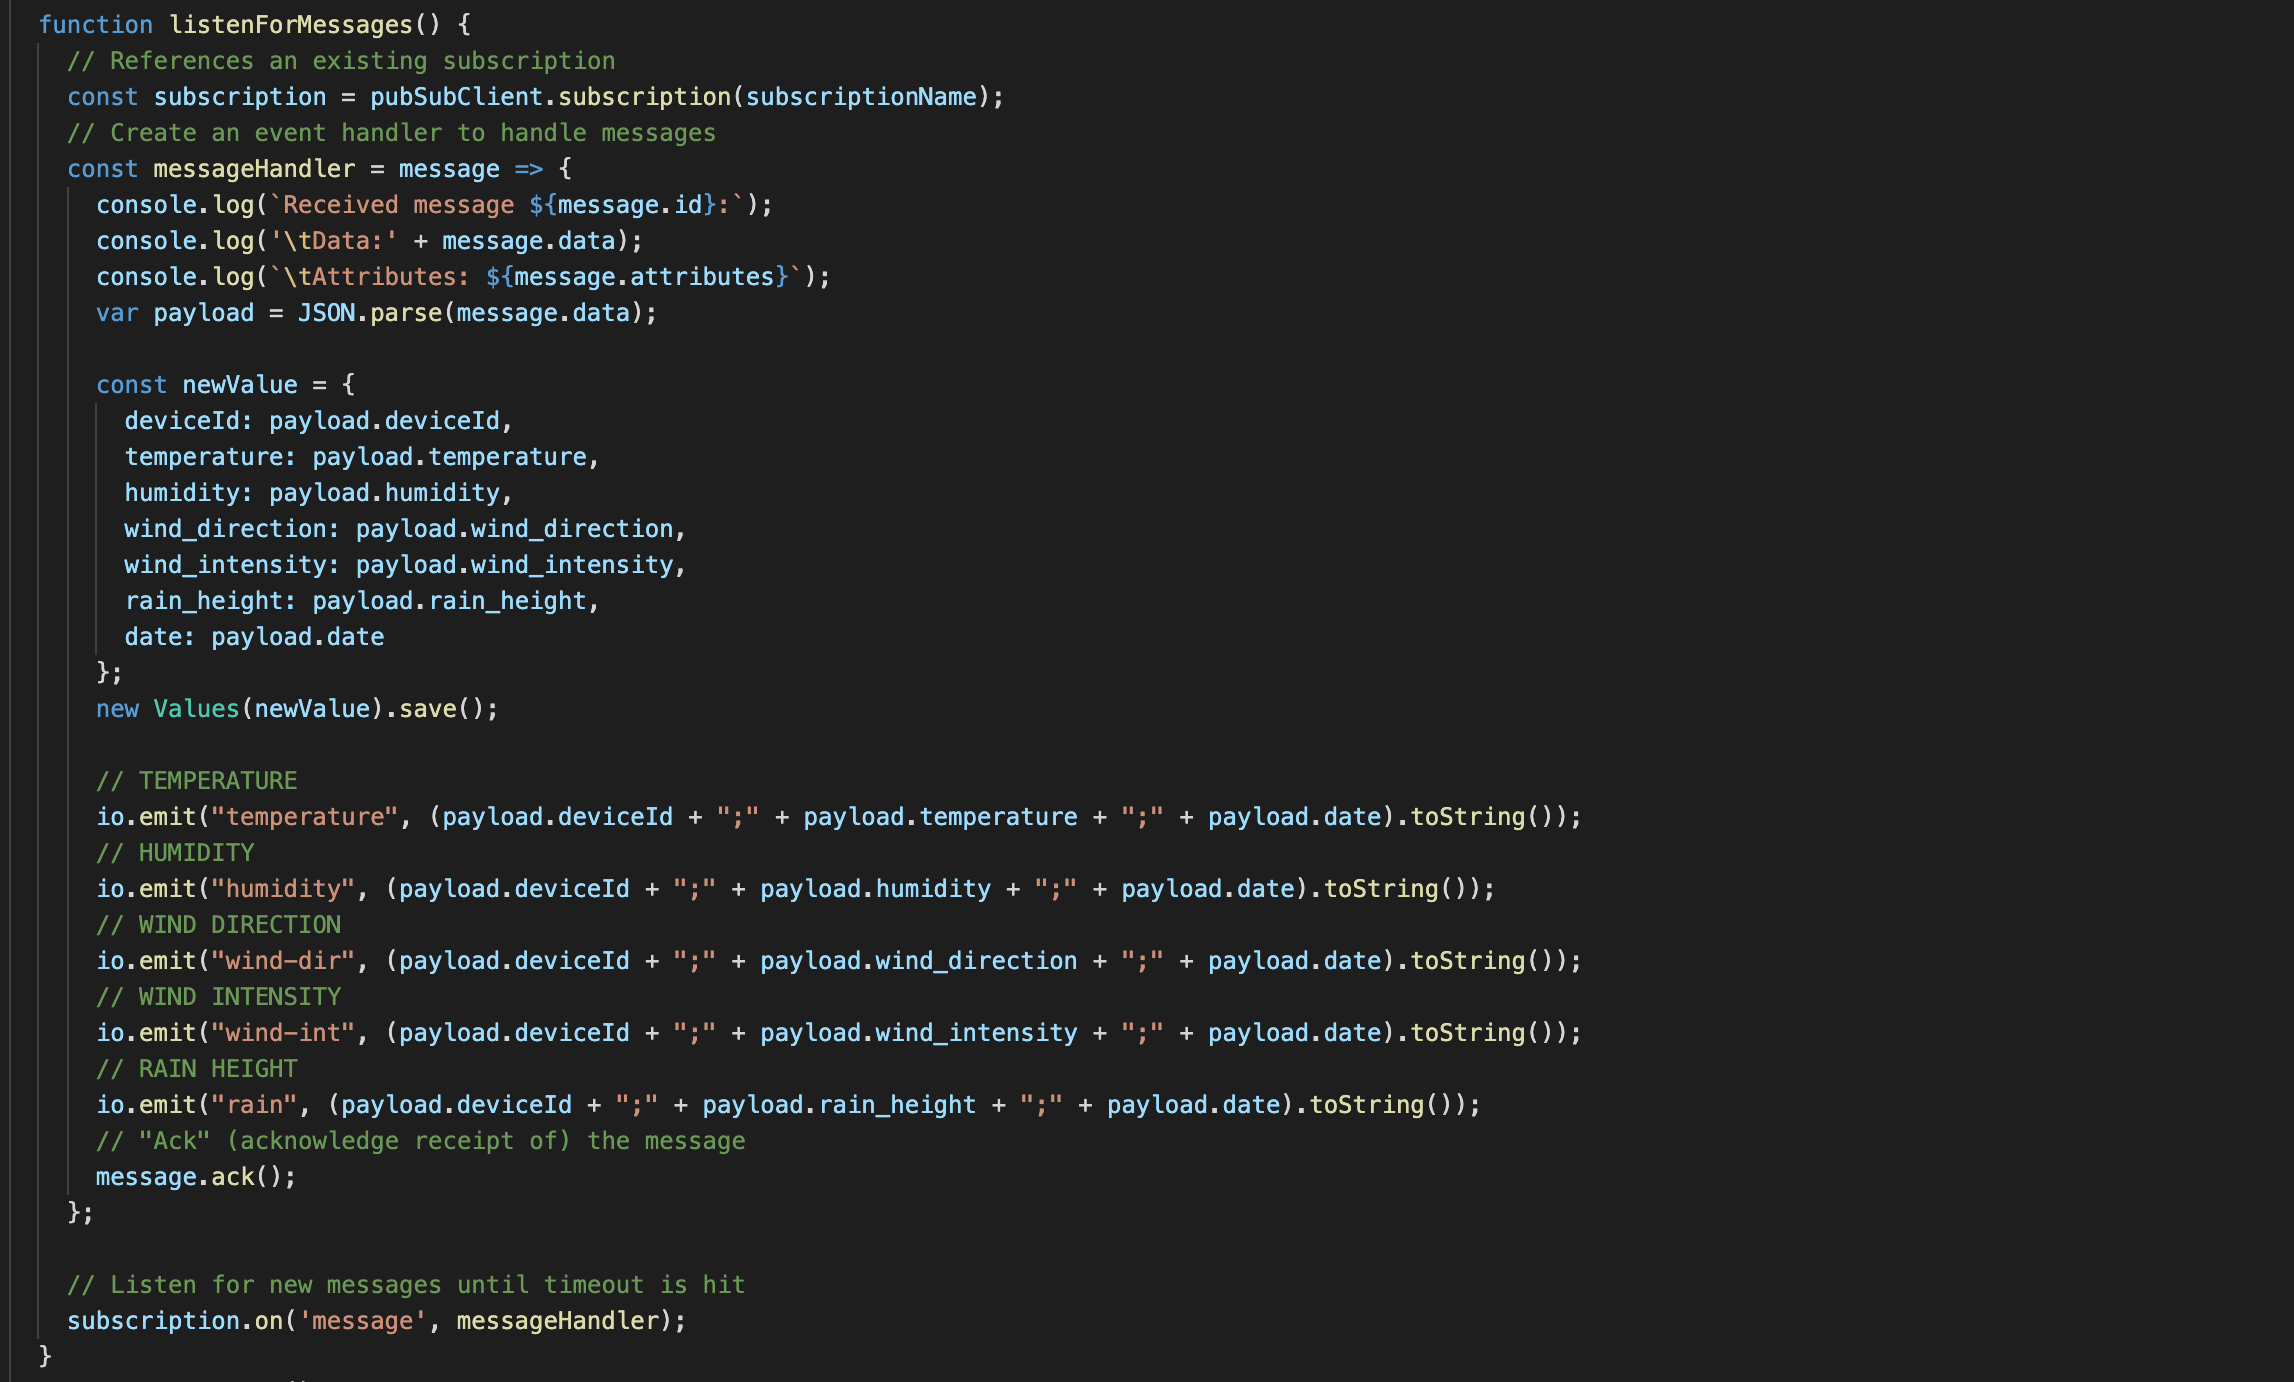 function listenForMessages() {
// References an existing subscription
const subscription = pubSubClient.subscription(subscriptionName);
// Create an event handler to handle messages
const messageHandler = message => {
console.log(`Received message ${message.id}:`);
console.log('\tData:' + message.data);
console.log(`\tAttributes: ${message.attributes}`);
var payload = JSON.parse(message.data);
const newValue = {
deviceId: payload.deviceId,
temperature: payload.temperature,
humidity: payload.humidity,
wind_direction: payload.wind_direction,
wind_intensity: payload.wind_intensity,
rain_height: payload.rain_height,
date: payload.date
};
new Values(newValue).save();
// TEMPERATURE
io.emit("temperature", (payload.deviceId + ";" + payload.temperature + ";" + payload.date).toString());
// HUMIDITY
io.emit("humidity", (payload.deviceId + ";" + payload.humidity + ";" + payload.date).toString());
// WIND DIRECTION
io.emit("wind-dir", (payload.deviceId + ";" + payload.wind_direction + ";" + payload.date).toString());
// WIND INTENSITY
io.emit("wind-int", (payload.deviceId + ";" + payload.wind_intensity + ";" + payload.date).toString());
// RAIN HEIGHT
io.emit("rain", (payload.deviceId + ";" + payload.rain_height + ";" + payload.date).toString());
// "Ack" (acknowledge receipt of) the message
message.ack();
};
// Listen for new messages until timeout is hit
subscription.on('message', messageHandler);
}